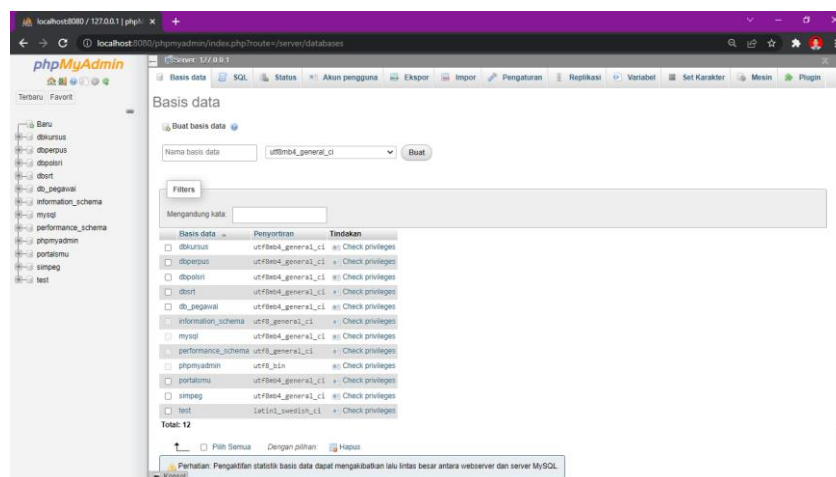 localhost:8080 / 127.0.0.1 | phpM
localhost:8080/phpmyadmin/index.php?route=/server/databases
phpMyAdmin
Terbaru Favorit
Baru
dbkursus
dbperpus
dbpolsri
dbsrt
db_pegawai
information_schema
mysql
performance_schema
phpmyadmin
portalsmu
simpeg
test
Server: 127.0.0.1
Basis data SQL Status Akun pengguna Ekspor Impor Pengaturan Replikasi Variabel Set Karakter Mesin Plugin
Basis data
Buat basis data
Nama basis data utf8mb4_general_ci Buat
Filters
Mengandung kata:
Basis data Penyortiran Tindakan
dbkursus utf8mb4_general_ci Check privileges
dbperpus utf8mb4_general_ci Check privileges
dbpolsri utf8mb4_general_ci Check privileges
dbsrt utf8mb4_general_ci Check privileges
db_pegawai utf8mb4_general_ci Check privileges
information_schema utf8_general_ci Check privileges
mysql utf8mb4_general_ci Check privileges
performance_schema utf8_general_ci Check privileges
phpmyadmin utf8_bin Check privileges
portalsmu utf8mb4_general_ci Check privileges
simpeg utf8mb4_general_ci Check privileges
test latin1_swedish_ci Check privileges
Total: 12
Pilih Semua Dengan pilihan: Hapus
Perhatian: Pengaktifan statistik basis data dapat mengakibatkan lalu lintas besar antara webserver dan server MySQL.
Konsol